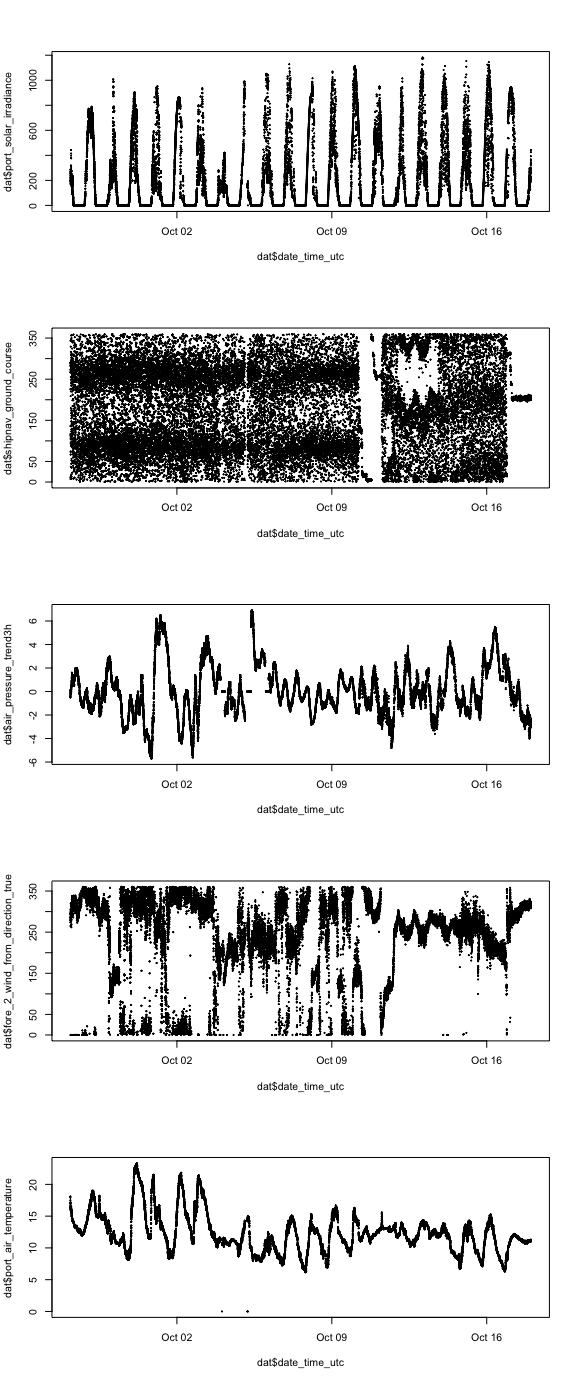 dat$port_solar_irradiance
0 200 600 1000
Oct 02 Oct 09 Oct 16
dat$date_time_utc
dat$shipnav_ground_course
0 50 150 250 350
Oct 02 Oct 09 Oct 16
dat$date_time_utc
dat$air_pressure_trend3h
-6 -4 -2 0 2 4 6
Oct 02 Oct 09 Oct 16
dat$date_time_utc
dat$fore_2_wind_from_direction_true
0 50 150 250 350
Oct 02 Oct 09 Oct 16
dat$date_time_utc
dat$port_air_temperature
0 5 10 15 20
Oct 02 Oct 09 Oct 16
dat$date_time_utc